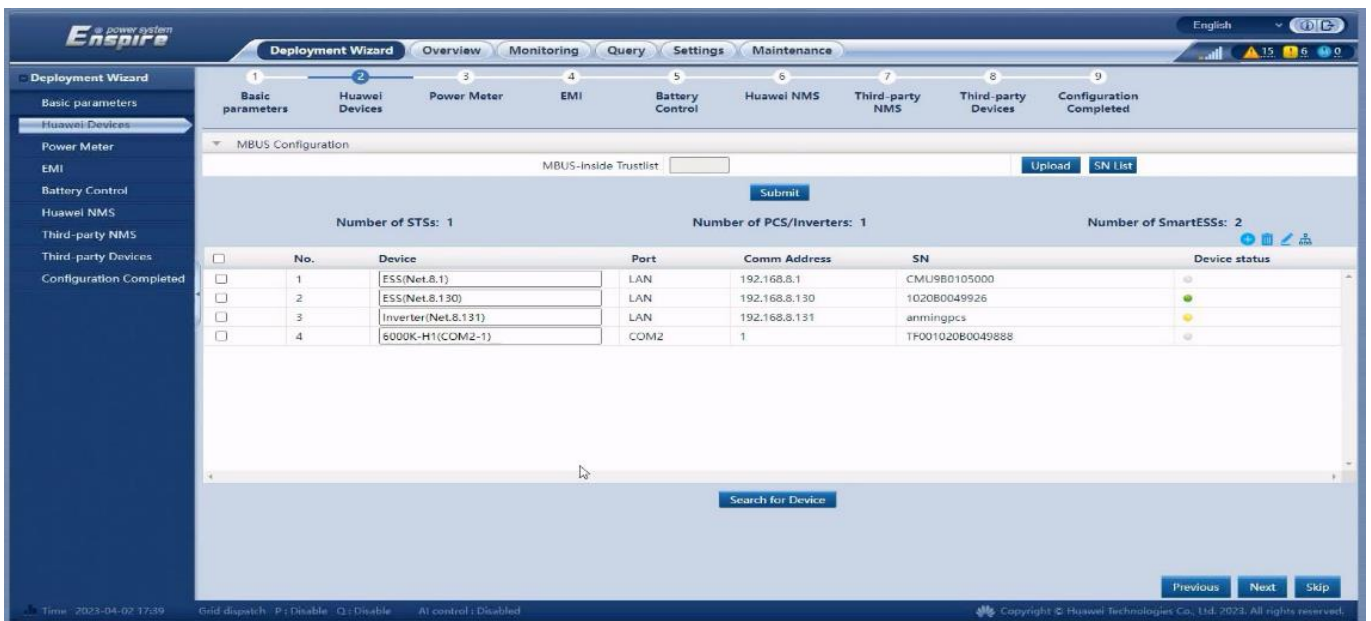 English
Enspire e power system
Deployment Wizard Overview Monitoring Query Settings Maintenance
15 6 0
Deployment Wizard
Basic parameters
Huawei Devices
Power Meter
EMI
Battery Control
Huawei NMS
Third-party NMS
Third-party Devices
Configuration Completed
1 2 3 4 5 6 7 8 9
Basic parameters
Huawei Devices
Power Meter
EMI
Battery Control
Huawei NMS
Third-party NMS
Third-party Devices
Configuration Completed
MBUS Configuration
MBUS-inside Trustlist Upload SN List
Submit
Number of STSs: 1 Number of PCS/Inverters: 1 Number of SmartESSs: 2
No. Device Port Comm Address SN Device status
1 ESS(Net.8.1) LAN 192.168.8.1 CMU9B0105000
2 ESS(Net.8.130) LAN 192.168.8.130 1020B0049926
3 Inverter(Net.8.131) LAN 192.168.8.131 anmingpcs
4 6000K-H1(COM2-1) COM2 1 TF001020B0049888
Search for Device
Previous Next Skip
Time 2023-04-02 17:39 Grid dispatch P : Disable Q : Disable AI control : Disabled Copyright © Huawei Technologies Co., Ltd. 2023. All rights reserved.